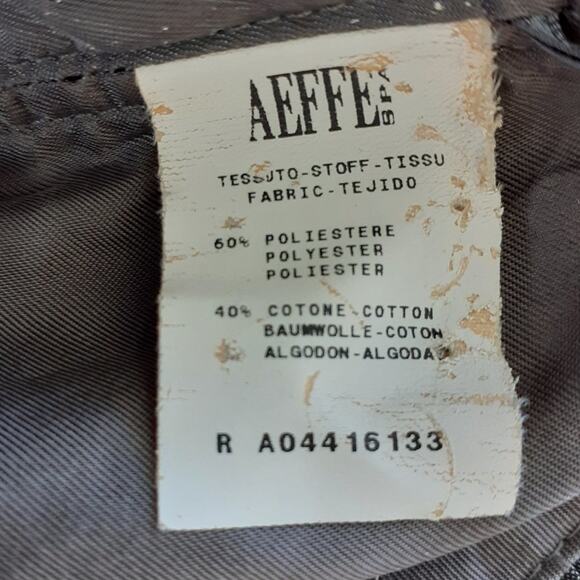 AEFFE SPA
TESSUTO-STOFF-TISSU
FABRIC-TEJIDO
60% POLIESTERE
POLYESTER
POLIESTER
40% COTONE-COTTON
BAUMWOLLE-COTON
ALGODON-ALGODA
R A04416133